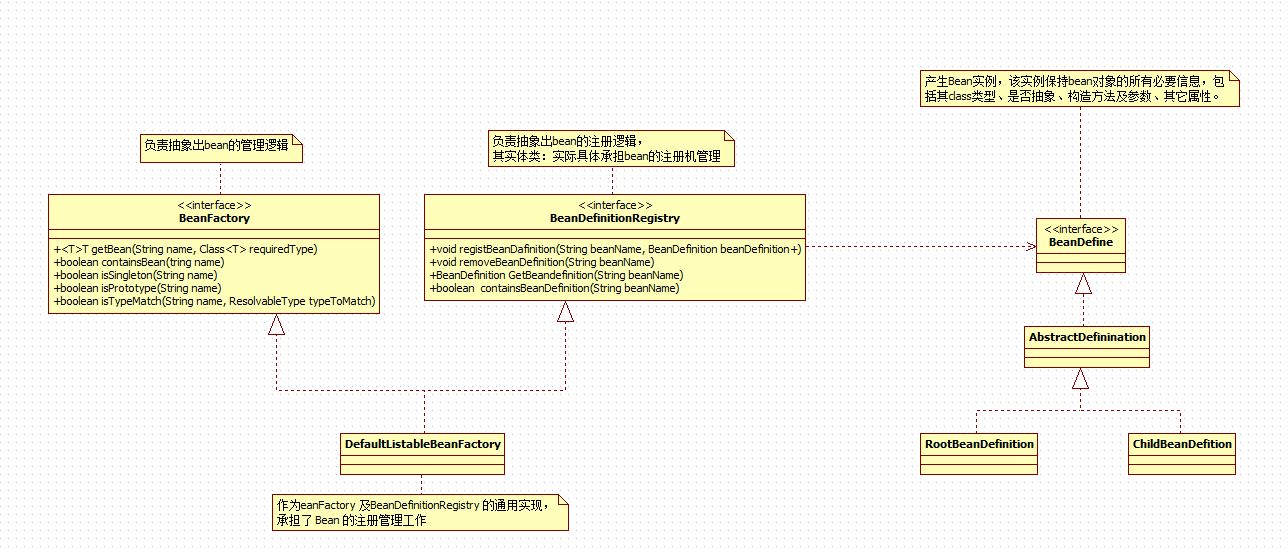 产生Bean实例，该实例保持bean对象的所有必要信息，包
括其class类型、是否抽象、构造方法及参数、其它属性。
负责抽象出bean的管理逻辑
负责抽象出bean的注册逻辑，
其实体类：实际具体承担bean的注册机管理
<<interface>>
BeanFactory
+<T>T getBean(String name, Class<T> requiredType)
+boolean containsBean(tring name)
+boolean isSingleton(String name)
+boolean isPrototype(String name)
+boolean isTypeMatch(String name, ResolvableType typeToMatch)
<<interface>>
BeanDefinitionRegistry
+void registBeanDafinition(String beanName, BeanDefinition beanDefinition+)
+void removeBeanDefinition(String beanName)
+BeanDefinition GetBeandefinition(String beanName)
+boolean  containsBeanDefinition(String beanName)
<<interface>>
BeanDefine
AbstractDefinination
DefaultListableBeanFactory
RootBeanDefinition
ChildBeanDefition
作为eanFactory 及BeanDefinitionRegistry 的通用实现，
承担了 Bean 的注册管理工作